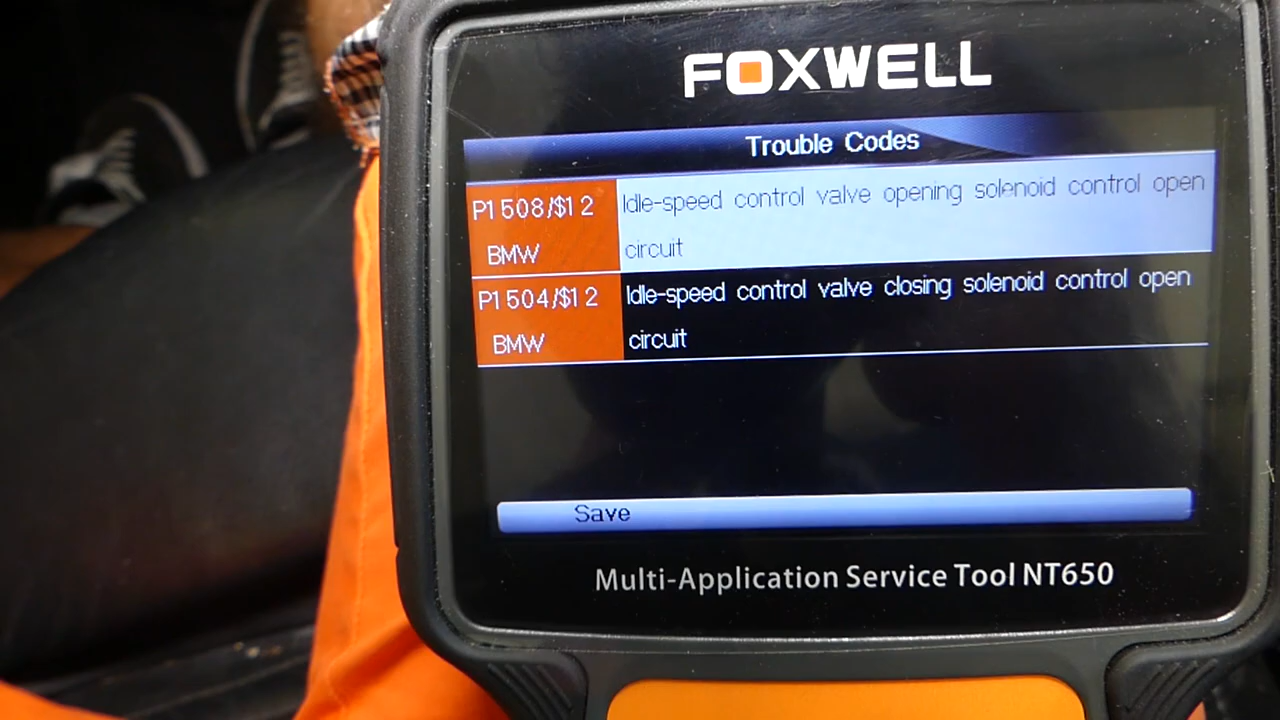 FOXWELL
Trouble Codes
P1508/$12 Idle-speed control valve opening solenoid control open
BMW circuit
P1504/$12 Idle-speed control valve closing solenoid control open
BMW circuit
Save
Multi-Application Service Tool NT650